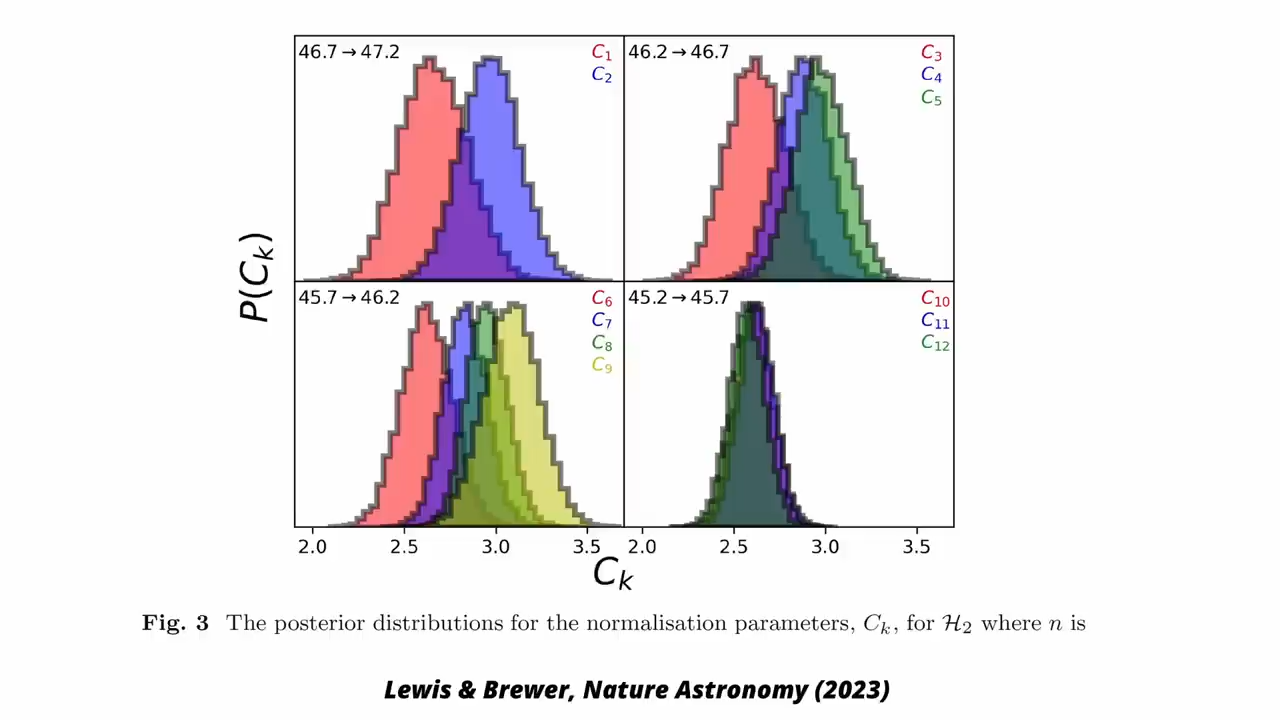 46.7→47.2
C₁
C₂
46.2→46.7
C₃
C₄
C₅
P(Cₖ)
45.7→46.2
C₆
C₇
C₈
C₉
45.2→45.7
C₁₀
C₁₁
C₁₂
2.0 2.5 3.0 3.5 2.0 2.5 3.0 3.5
Cₖ
Fig. 3 The posterior distributions for the normalisation parameters, Cₖ, for ℋ₂ where n is
Lewis & Brewer, Nature Astronomy (2023)